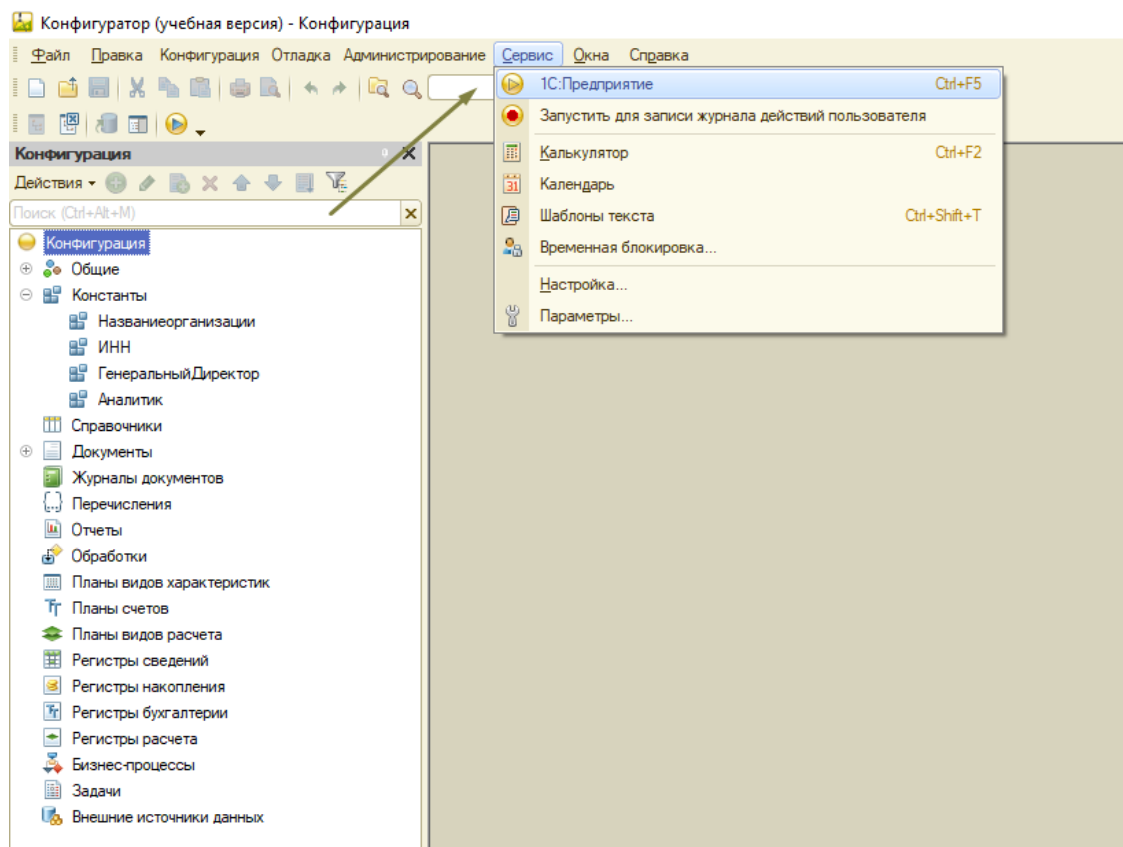 Конфигуратор (учебная версия) - Конфигурация
Файл Правка Конфигурация Отладка Администрирование Сервис Окна Справка
1С:Предприятие Ctrl+F5
Запустить для записи журнала действий пользователя
Калькулятор Ctrl+F2
Календарь
Шаблоны текста Ctrl+Shift+T
Временная блокировка...
Настройка...
Параметры...
Конфигурация
Действия
Поиск (Ctrl+Alt+M)
Конфигурация
Общие
Константы
Названиеорганизации
ИНН
ГенеральныйДиректор
Аналитик
Справочники
Документы
Журналы документов
Перечисления
Отчеты
Обработки
Планы видов характеристик
Планы счетов
Планы видов расчета
Регистры сведений
Регистры накопления
Регистры бухгалтерии
Регистры расчета
Бизнес-процессы
Задачи
Внешние источники данных